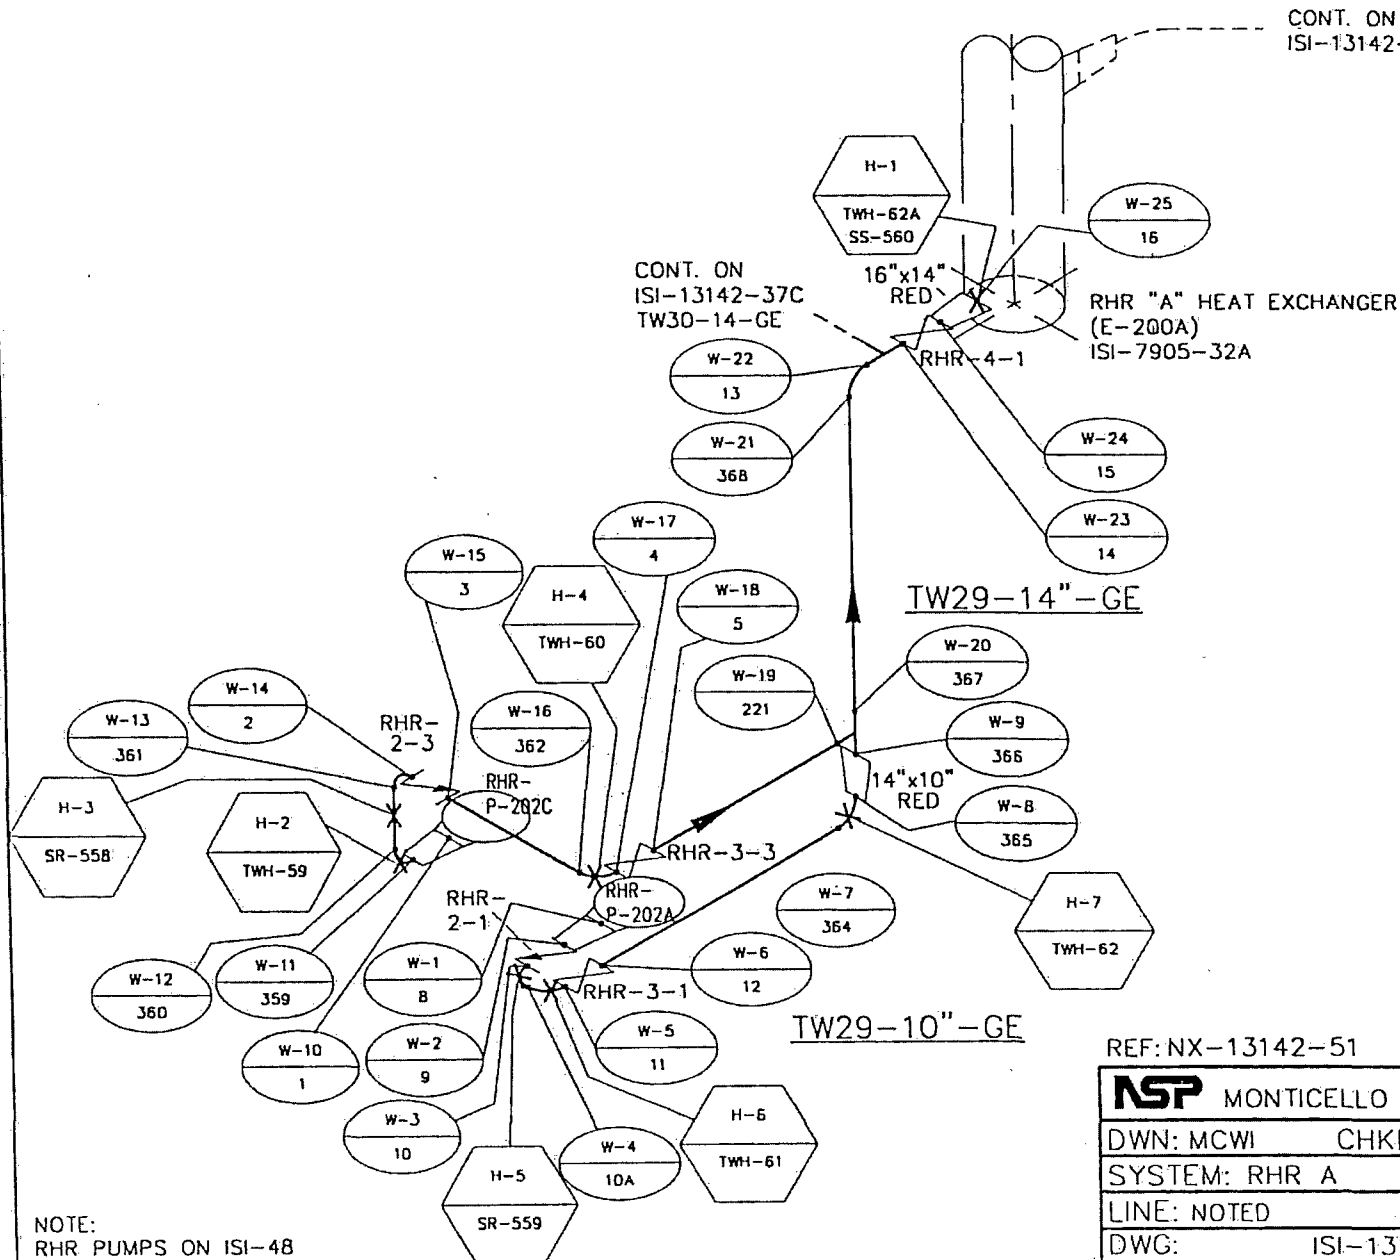 CONT. ON
ISI-13142-
H-1
TWH-62A
SS-560
W-25
16
CONT. ON
ISI-13142-37C
TW30-14-GE
16"x14"
RED
RHR "A" HEAT EXCHANGER
(E-200A)
ISI-7905-32A
RHR-4-1
W-22
13
W-21
368
W-24
15
W-23
14
W-17
4
W-15
3
H-4
TWH-60
W-18
5
TW29-14"-GE
W-20
367
W-19
221
W-14
2
W-13
361
RHR-
2-3
W-16
362
W-9
366
14"x10"
RED
RHR-
P-202C
H-3
SR-558
H-2
TWH-59
W-8
365
RHR-3-3
RHR-
P-202A
RHR-
2-1
W-7
364
H-7
TWH-62
W-12
360
W-11
359
W-1
8
W-6
12
RHR-3-1
TW29-10"-GE
W-10
1
W-2
9
W-5
11
W-3
10
W-4
10A
H-6
TWH-61
H-5
SR-559
NOTE:
RHR PUMPS ON ISI-48
REF: NX-13142-51
NSP MONTICELLO
DWN: MCWI CHK
SYSTEM: RHR A
LINE: NOTED
DWG: ISI-13